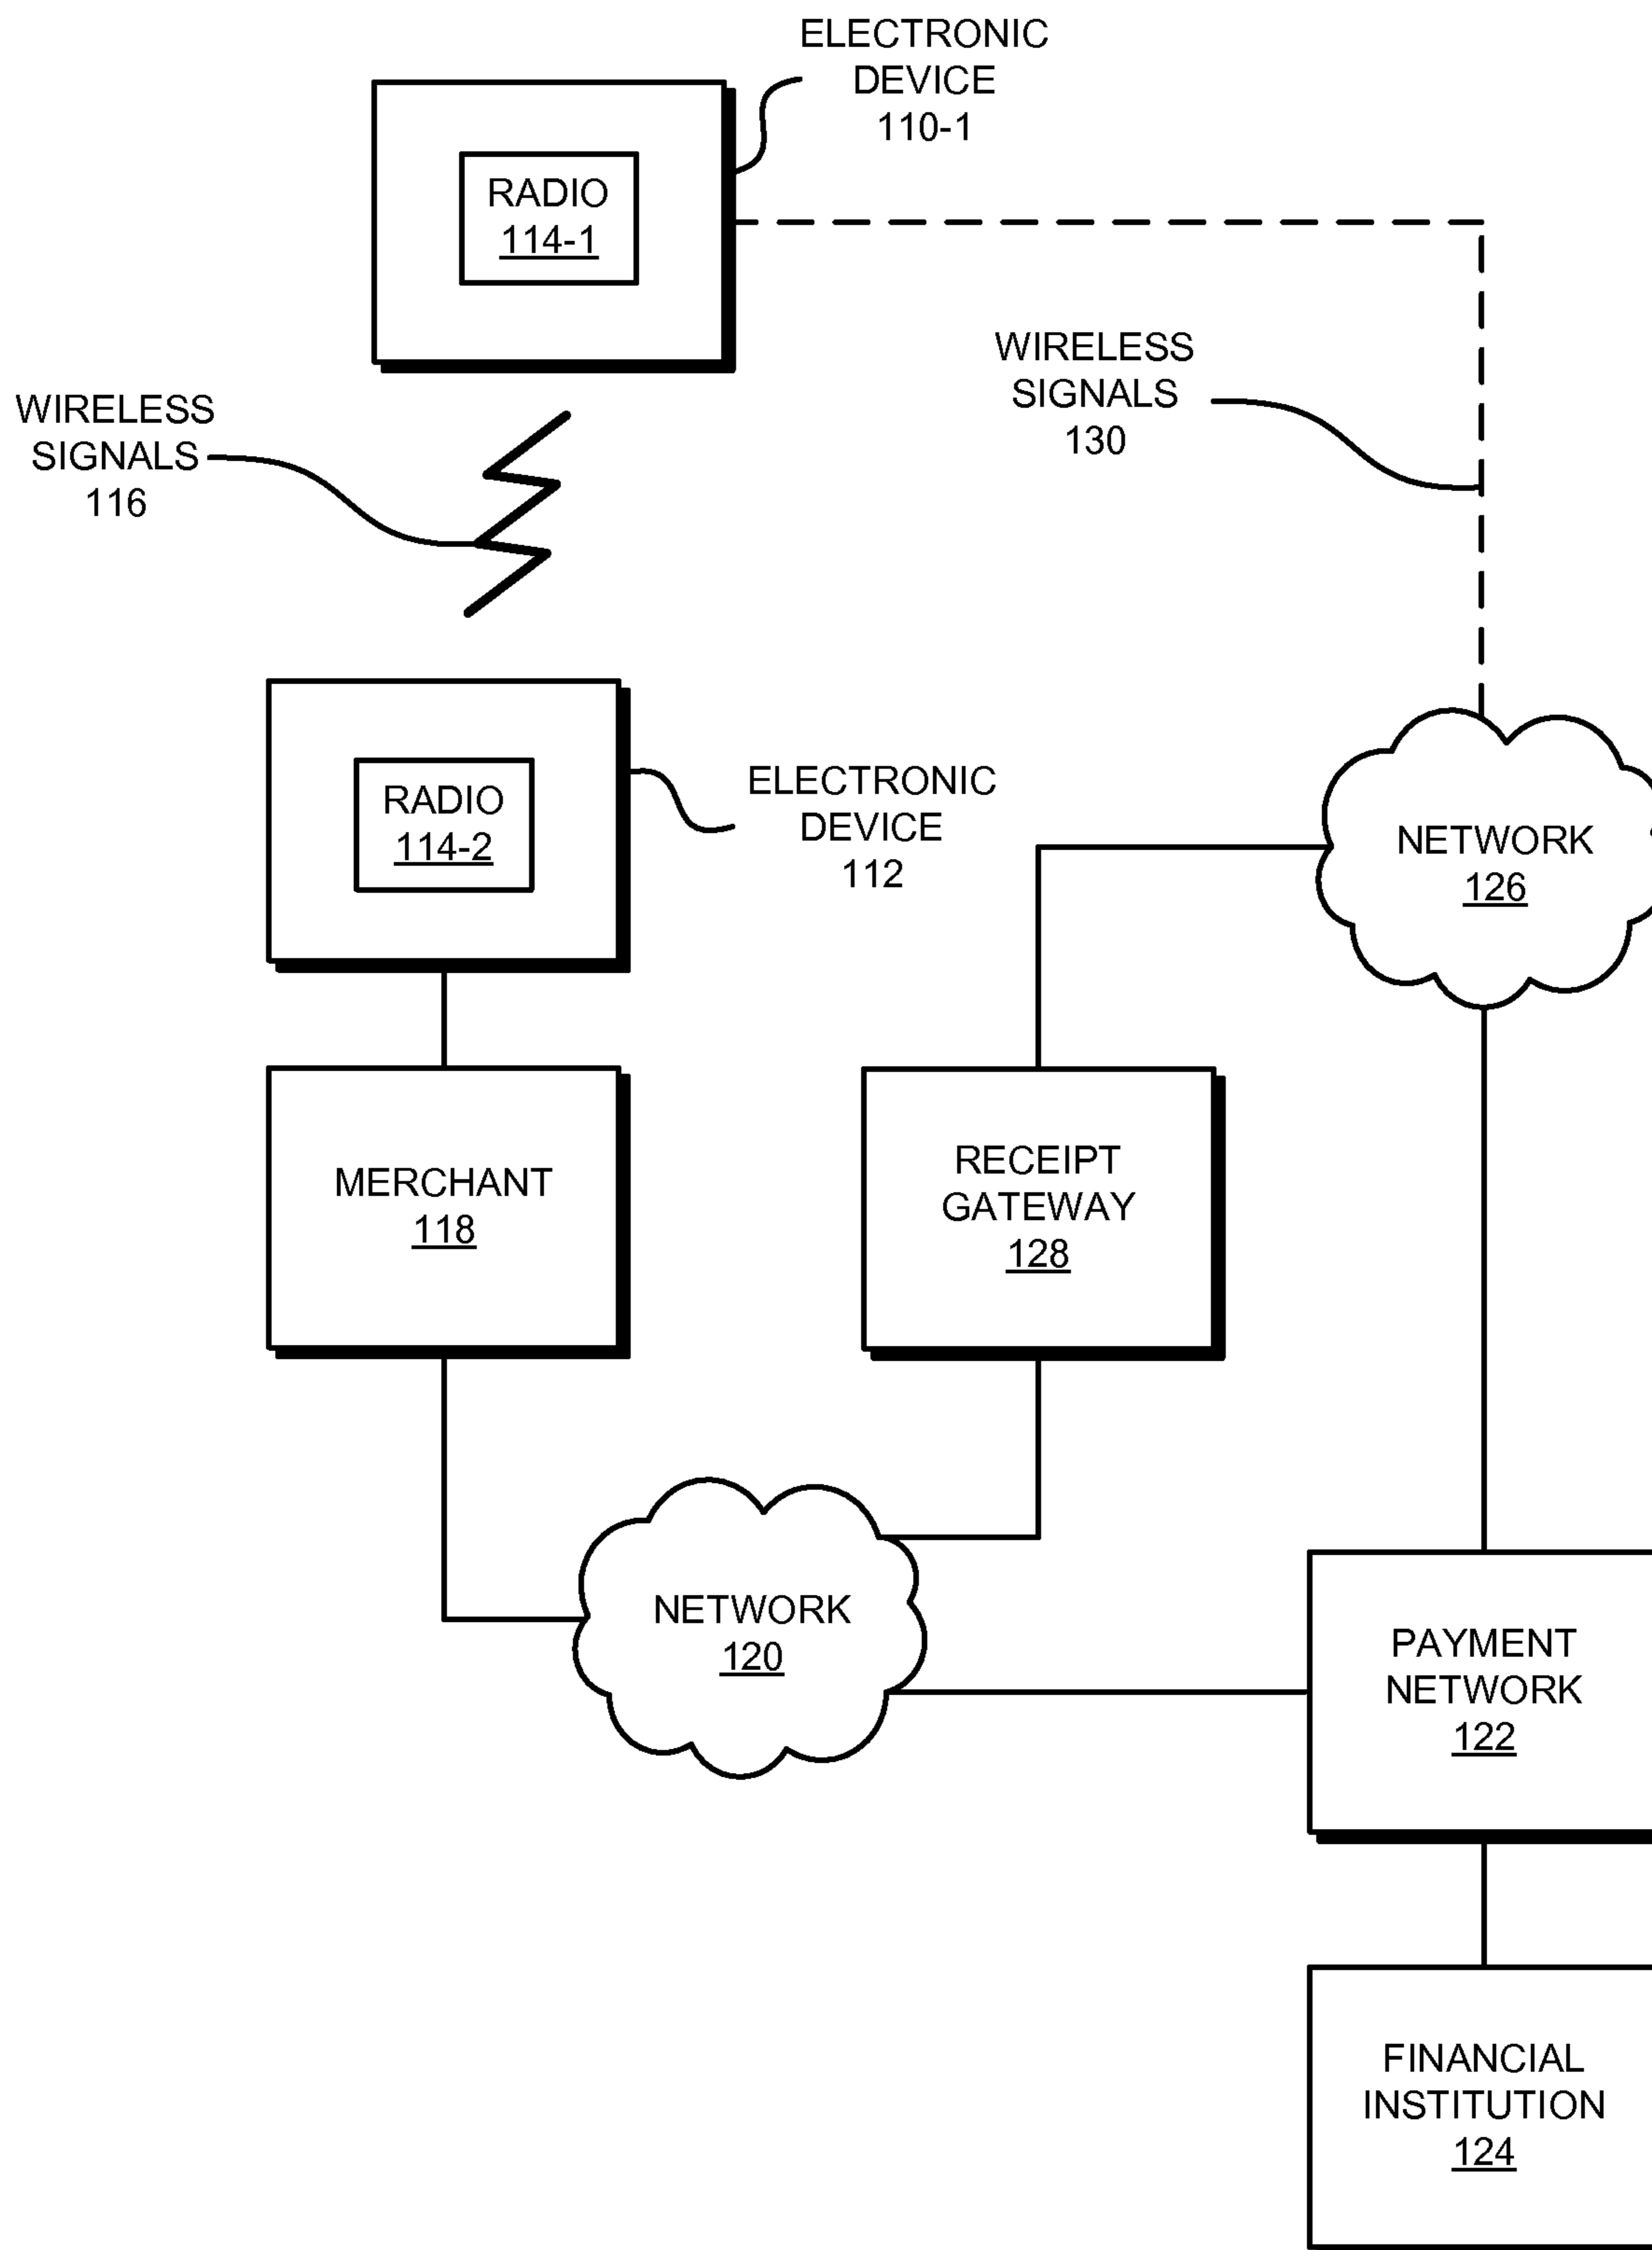 ELECTRONIC
DEVICE
110-1
RADIO
114-1
WIRELESS
SIGNALS
130
WIRELESS
SIGNALS
116
ELECTRONIC
DEVICE
112
RADIO
114-2
NETWORK
126
MERCHANT
118
RECEIPT
GATEWAY
128
NETWORK
120
PAYMENT
NETWORK
122
FINANCIAL
INSTITUTION
124